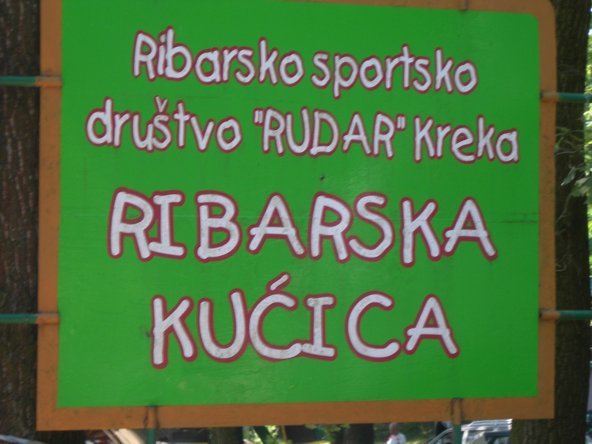 Ribarsko sportsko
društvo "RUDAR" Kreka
RIBARSKA
KUĆICA